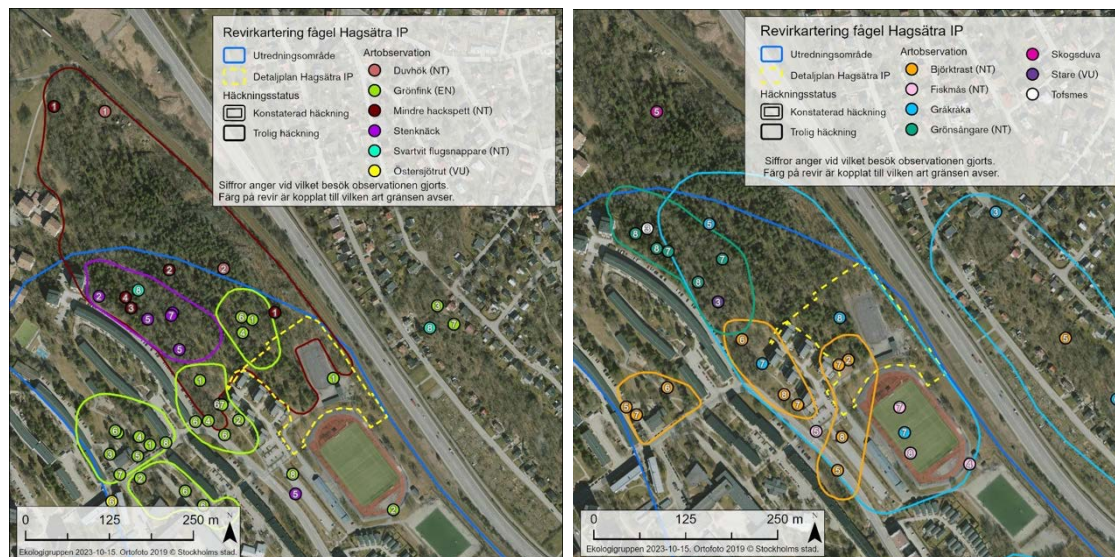 Revirkartering fågel Hagsätra IP
Utredningsområde
Detaljplan Hagsätra IP
Häckningsstatus
Konstaterad häckning
Trolig häckning
Artobservation
Duvhök (NT)
Grönfink (EN)
Mindre hackspett (NT)
Stenknäck
Svartvit flugsnappare (NT)
Östersjötrut (VU)
Siffror anger vid vilket besök observationen gjorts.
Färg på revir är kopplat till vilken art gränsen avser.
0 125 250 m
N
Ekologigruppen 2023-10-15. Ortofoto 2019 © Stockholms stad.
Revirkartering fågel Hagsätra IP
Utredningsområde
Detaljplan Hagsätra IP
Häckningsstatus
Konstaterad häckning
Trolig häckning
Artobservation
Björktrast (NT)
Fiskmås (NT)
Gråkråka
Grönsångare (NT)
Skogsduva
Stare (VU)
Tofsmes
Siffror anger vid vilket besök observationen gjorts.
Färg på revir är kopplat till vilken art gränsen avser.
0 125 250 m
N
Ekologigruppen 2023-10-15. Ortofoto 2019 © Stockholms stad.